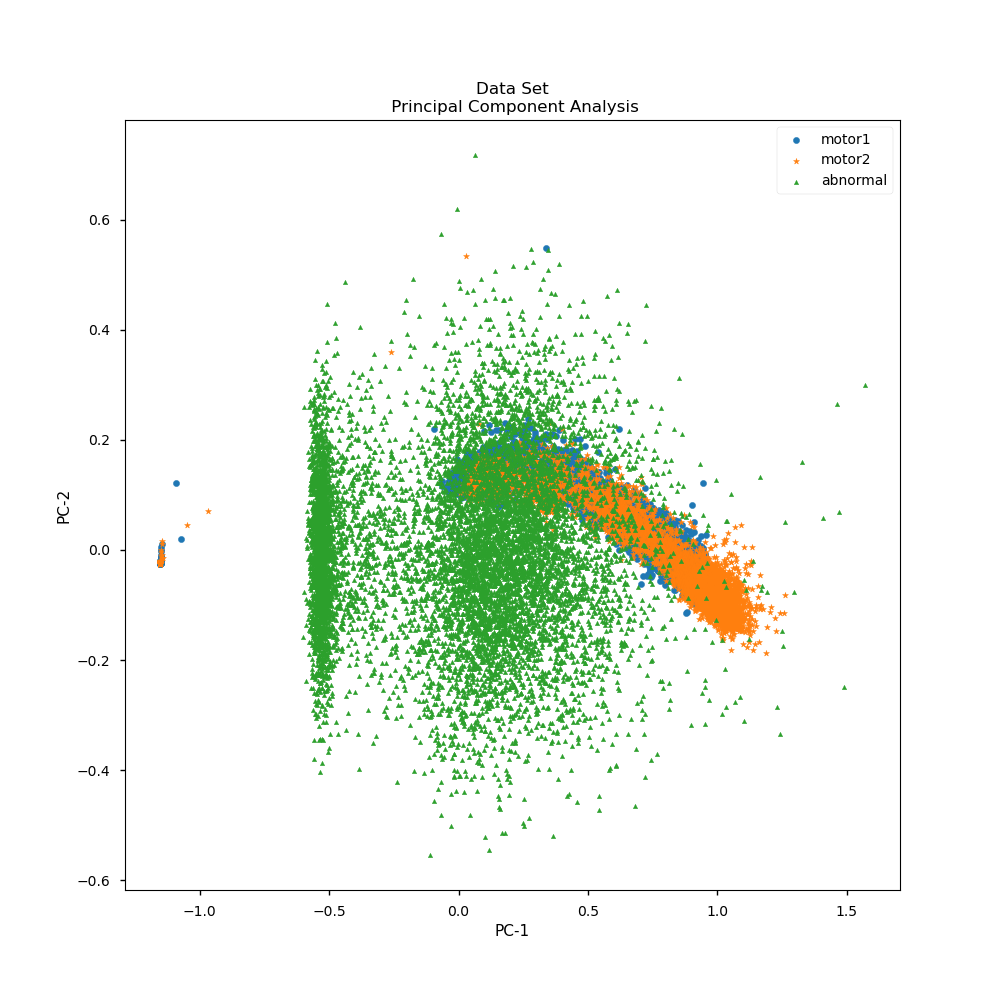 Data Set
Principal Component Analysis
motor1
motor2
abnormal
0.6
0.4
0.2
0.0
−0.2
−0.4
−0.6
PC-2
−1.0
−0.5
0.0
0.5
1.0
1.5
PC-1